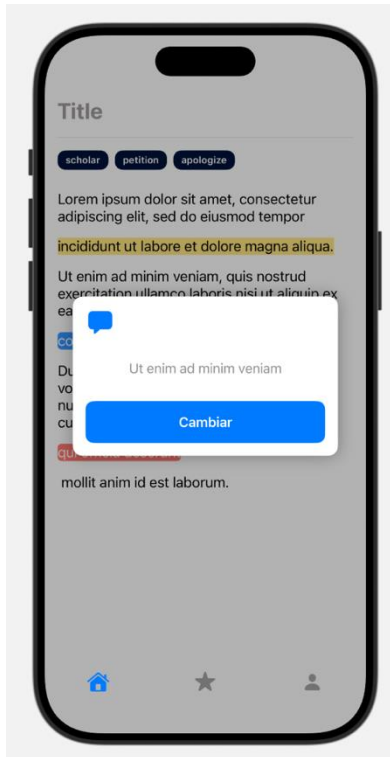 Title
scholar petition apologize
Lorem ipsum dolor sit amet, consectetur
adipiscing elit, sed do eiusmod tempor
incididunt ut labore et dolore magna aliqua.
Ut enim ad minim veniam, quis nostrud
exercitation ullamco laboris nisi ut aliquip ex
Ut enim ad minim veniam
Cambiar
mollit anim id est laborum.